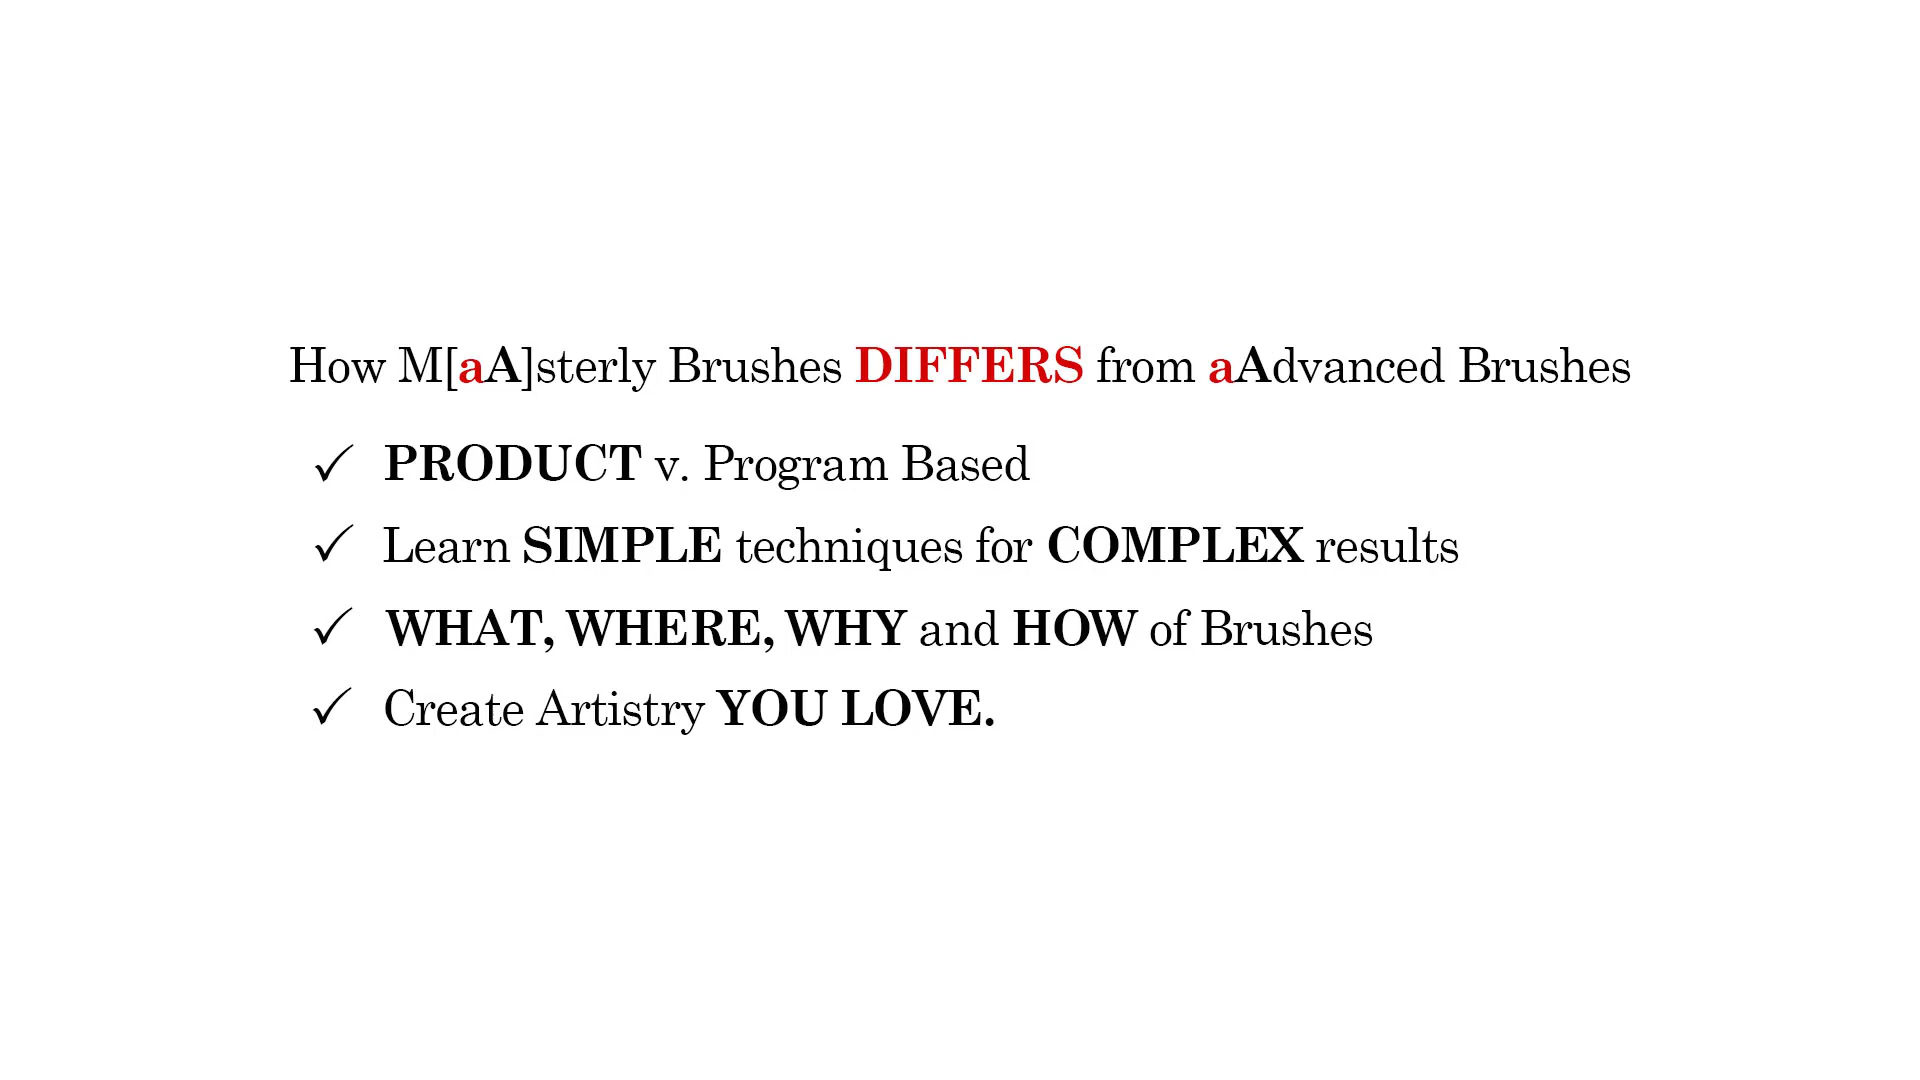 How M[aA]sterly Brushes DIFFERS from aAdvanced Brushes
✓ PRODUCT v. Program Based
✓ Learn SIMPLE techniques for COMPLEX results
✓ WHAT, WHERE, WHY and HOW of Brushes
✓ Create Artistry YOU LOVE.